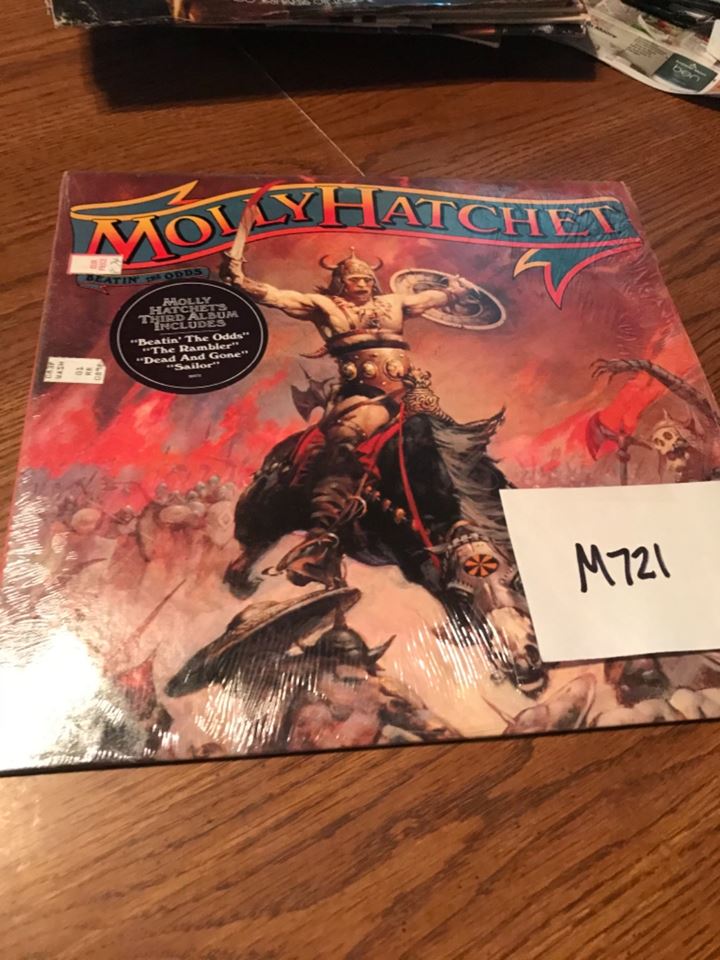 MOLLY HATCHET
BEATIN' THE ODDS
MOLLY
HATCHET'S
THIRD ALBUM
INCLUDES
"Beatin' The Odds"
"The Rambler"
"Dead And Gone"
"Sailor"
M721